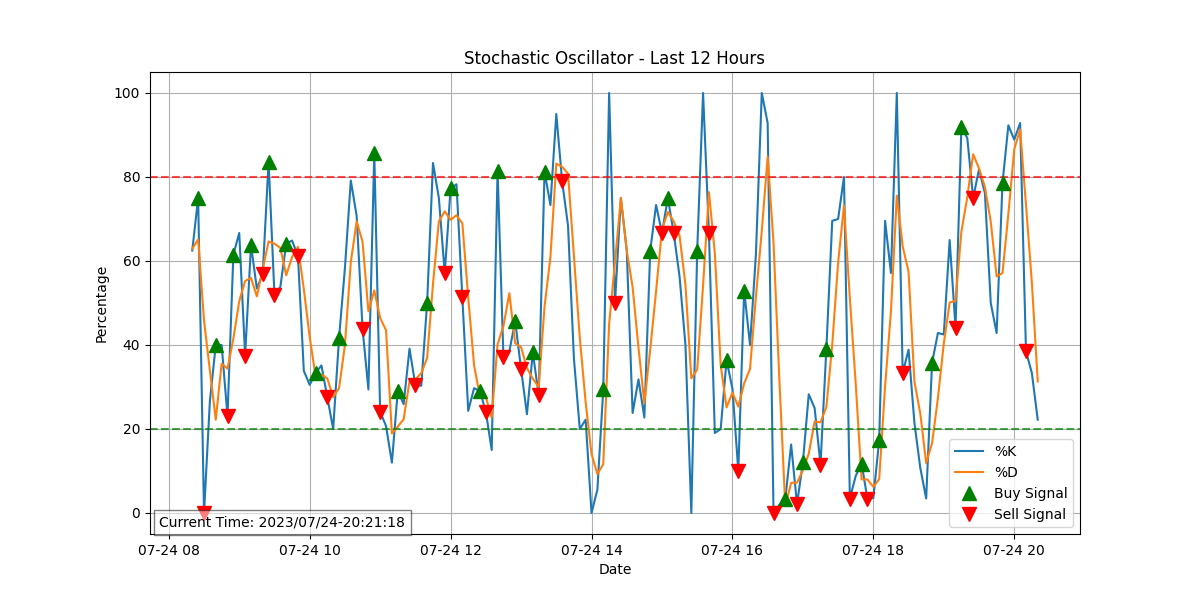 Stochastic Oscillator - Last 12 Hours
Percentage
100
80
60
40
20
0
%K
%D
Buy Signal
Sell Signal
Current Time: 2023/07/24-20:21:18
07-24 08
07-24 10
07-24 12
07-24 14
07-24 16
07-24 18
07-24 20
Date